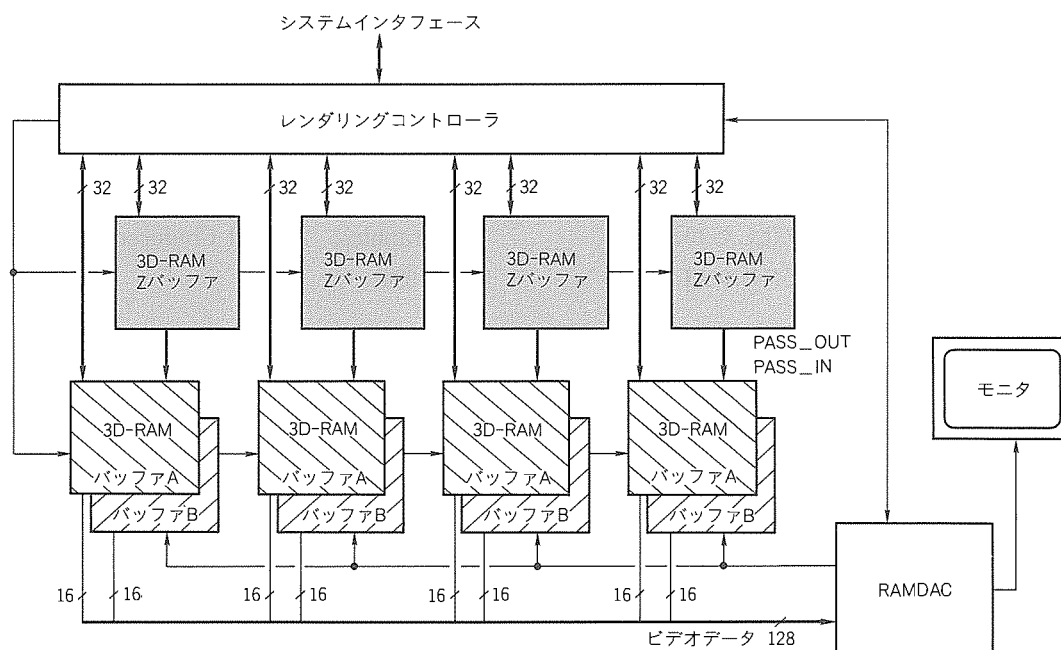 システムインタフェース
レンダリングコントローラ
32 32 32 32 32 32 32 32
3D-RAM
Zバッファ
3D-RAM
Zバッファ
3D-RAM
Zバッファ
3D-RAM
Zバッファ
PASS_OUT
PASS_IN
モニタ
3D-RAM
バッファA
バッファB
3D-RAM
バッファA
バッファB
3D-RAM
バッファA
バッファB
3D-RAM
バッファA
バッファB
16 16 16 16 16 16 16 16
RAMDAC
ビデオデータ 128